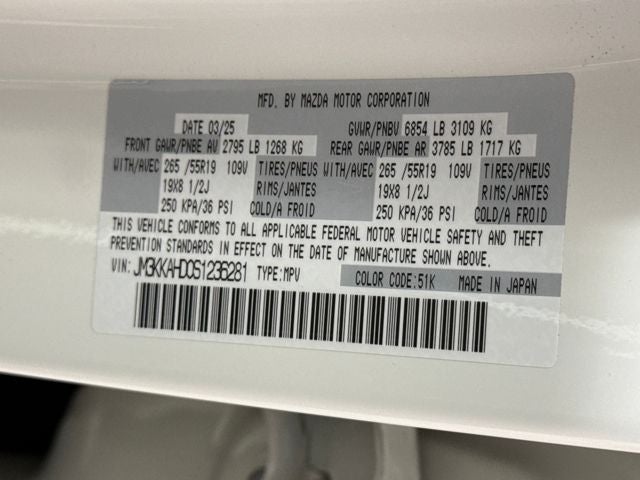 MFD. BY MAZDA MOTOR CORPORATION
DATE 03/25 GVWR/PNBV 6854 LB 3109 KG
FRONT GAWR/PNBE AV 2795 LB 1268 KG REAR GAWR/PNBE AR 3785 LB 1717 KG
WITH/AVEC 265 /55R19 109V TIRES/PNEUS WITH/AVEC 265 /55R19 109V TIRES/PNEUS
19X8 1/2J RIMS/JANTES 19X8 1/2J RIMS/JANTES
250 KPA/36 PSI COLD/A FROID 250 KPA/36 PSI COLD/A FROID
THIS VEHICLE CONFORMS TO ALL APPLICABLE FEDERAL MOTOR VEHICLE SAFETY AND THEFT
PREVENTION STANDARDS IN EFFECT ON THE DATE OF MANUFACTURE SHOWN ABOVE.
VIN: JM3KKAHD0S1236281 TYPE:MPV COLOR CODE:51K MADE IN JAPAN